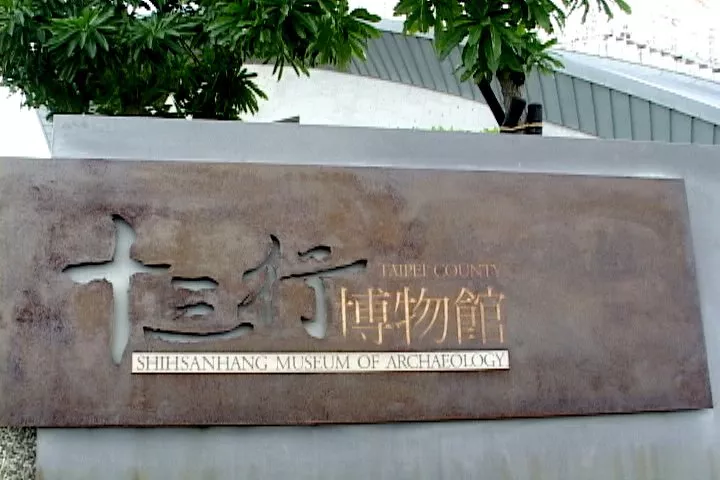 十三行
TAIPEI COUNTY
博物館
SHIHSANHANG MUSEUM OF ARCHAEOLOGY